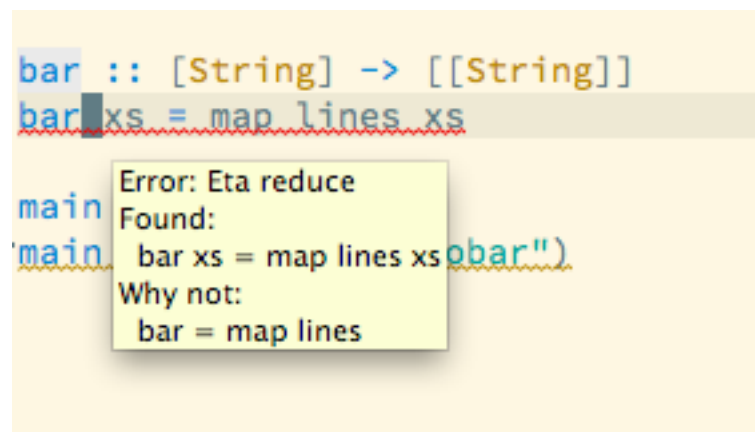 bar :: [String] -> [[String]]
bar xs = map lines xs
Error: Eta reduce
main
Found:
bar xs = map lines xs
main obar")
Why not:
bar = map lines